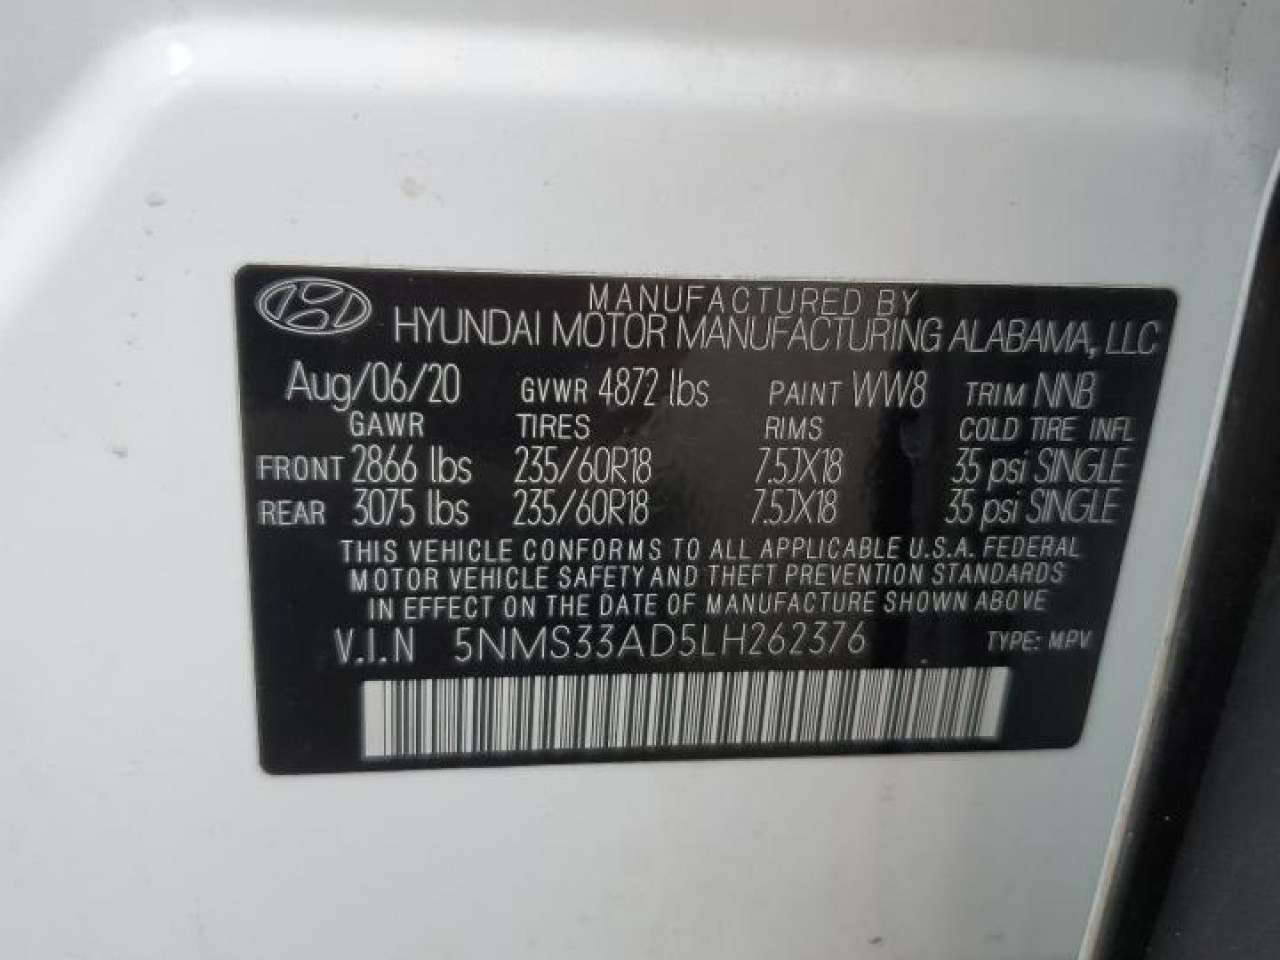 MANUFACTURED BY
HYUNDAI MOTOR MANUFACTURING ALABAMA, LLC
Aug/06/20 GVWR 4872 lbs PAINT WW8 TRIM NNB
GAWR TIRES RIMS COLD TIRE INFL
FRONT 2866 lbs 235/60R18 7.5JX18 35 psi SINGLE
REAR 3075 lbs 235/60R18 7.5JX18 35 psi SINGLE
THIS VEHICLE CONFORMS TO ALL APPLICABLE U.S.A. FEDERAL
MOTOR VEHICLE SAFETY AND THEFT PREVENTION STANDARDS
IN EFFECT ON THE DATE OF MANUFACTURE SHOWN ABOVE
V.I.N 5NMS33AD5LH262376 TYPE: M.P.V